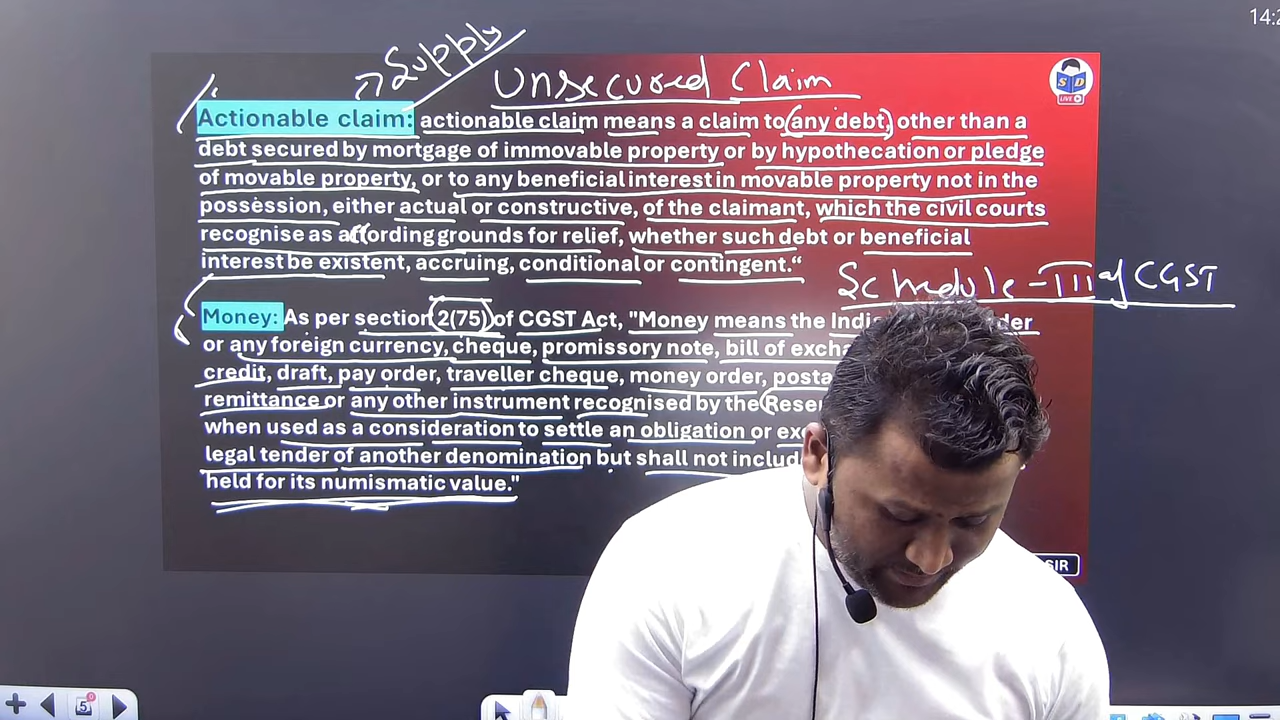 14:2
Supply
Unsecured Claim
S D
LIVE
Actionable claim: actionable claim means a claim to any debt, other than a
debt secured by mortgage of immovable property or by hypothecation or pledge
of movable property, or to any beneficial interest in movable property not in the
possession, either actual or constructive, of the claimant, which the civil courts
recognise as affording grounds for relief, whether such debt or beneficial
interest be existent, accruing, conditional or contingent."
Schedule-III of CGST
Money: As per section 2(75) of CGST Act, "Money means the Indi der
or any foreign currency, cheque, promissory note, bill of excha
credit, draft, pay order, traveller cheque, money order, posta
remittance or any other instrument recognised by the Reser
when used as a consideration to settle an obligation or exc
legal tender of another denomination but shall not includ
held for its numismatic value."
SIR
5